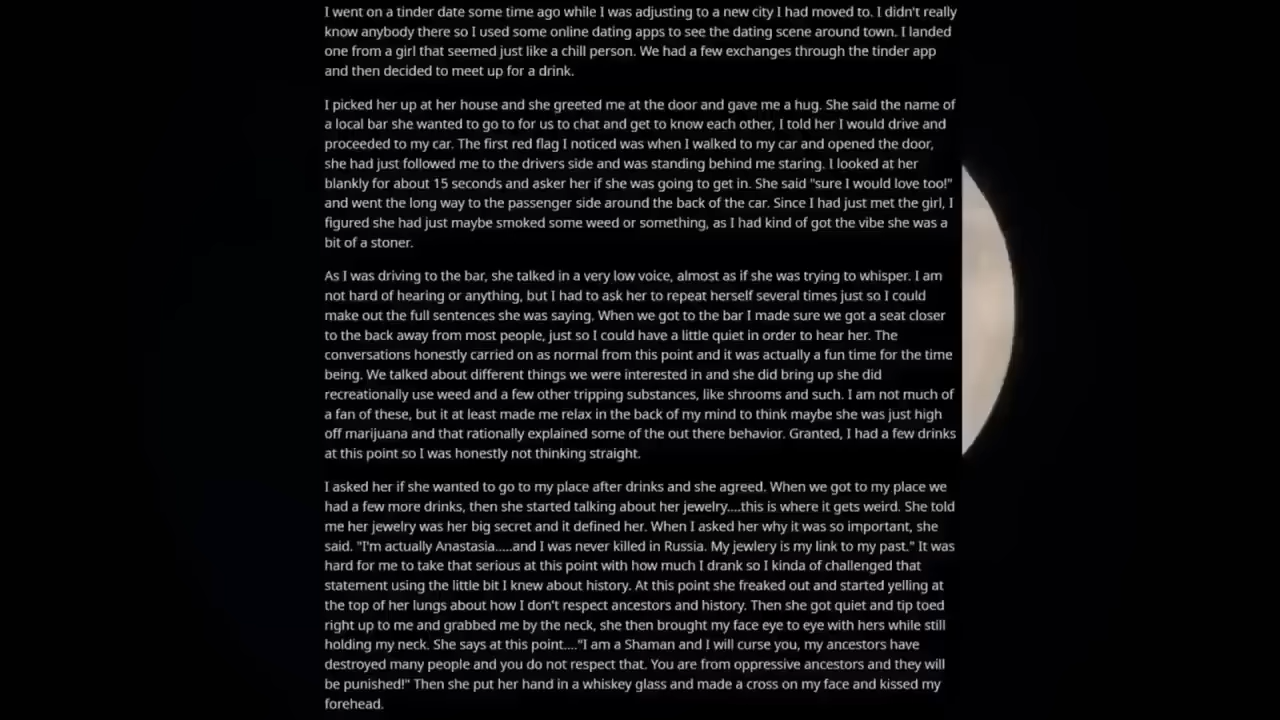 I went on a tinder date some time ago while I was adjusting to a new city I had moved to. I didn't really
know anybody there so I used some online dating apps to see the dating scene around town. I landed
one from a girl that seemed just like a chill person. We had a few exchanges through the tinder app
and then decided to meet up for a drink.
I picked her up at her house and she greeted me at the door and gave me a hug. She said the name of
a local bar she wanted to go to for us to chat and get to know each other, I told her I would drive and
proceeded to my car. The first red flag I noticed was when I walked to my car and opened the door,
she had just followed me to the drivers side and was standing behind me staring. I looked at her
blankly for about 15 seconds and asker her if she was going to get in. She said "sure I would love too!"
and went the long way to the passenger side around the back of the car. Since I had just met the girl, I
figured she had just maybe smoked some weed or something, as I had kind of got the vibe she was a
bit of a stoner.
As I was driving to the bar, she talked in a very low voice, almost as if she was trying to whisper. I am
not hard of hearing or anything, but I had to ask her to repeat herself several times just so I could
make out the full sentences she was saying. When we got to the bar I made sure we got a seat closer
to the back away from most people, just so I could have a little quiet in order to hear her. The
conversations honestly carried on as normal from this point and it was actually a fun time for the time
being. We talked about different things we were interested in and she did bring up she did
recreationally use weed and a few other tripping substances, like shrooms and such. I am not much of
a fan of these, but it at least made me relax in the back of my mind to think maybe she was just high
off marijuana and that rationally explained some of the out there behavior. Granted, I had a few drinks
at this point so I was honestly not thinking straight.
I asked her if she wanted to go to my place after drinks and she agreed. When we got to my place we
had a few more drinks, then she started talking about her jewelry....this is where it gets weird. She told
me her jewelry was her big secret and it defined her. When I asked her why it was so important, she
said. "I'm actually Anastasia.....and I was never killed in Russia. My jewlery is my link to my past." It was
hard for me to take that serious at this point with how much I drank so I kinda of challenged that
statement using the little bit I knew about history. At this point she freaked out and started yelling at
the top of her lungs about how I don't respect ancestors and history. Then she got quiet and tip toed
right up to me and grabbed me by the neck, she then brought my face eye to eye with hers while still
holding my neck. She says at this point...."I am a Shaman and I will curse you, my ancestors have
destroyed many people and you do not respect that. You are from oppressive ancestors and they will
be punished!" Then she put her hand in a whiskey glass and made a cross on my face and kissed my
forehead.